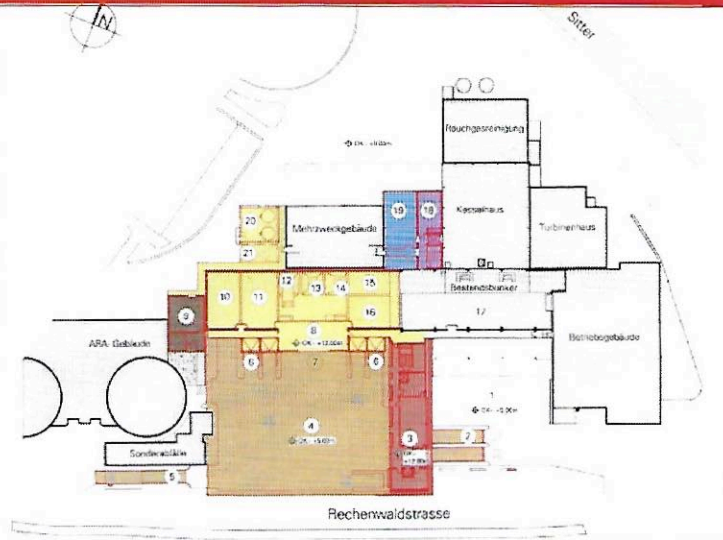 N
Sitter
Rauchgasreinigung
20
19
18
Kesselhaus
Mehrzweckgebäude
Turbinenhaus
21
10
11
12
13
14
15
16
Bestandsbunker
17
9
8
ARA-Gebäude
Betriebsgebäude
6
7
6
1
4
3
2
Sonderabfälle
5
Rechenwaldstrasse